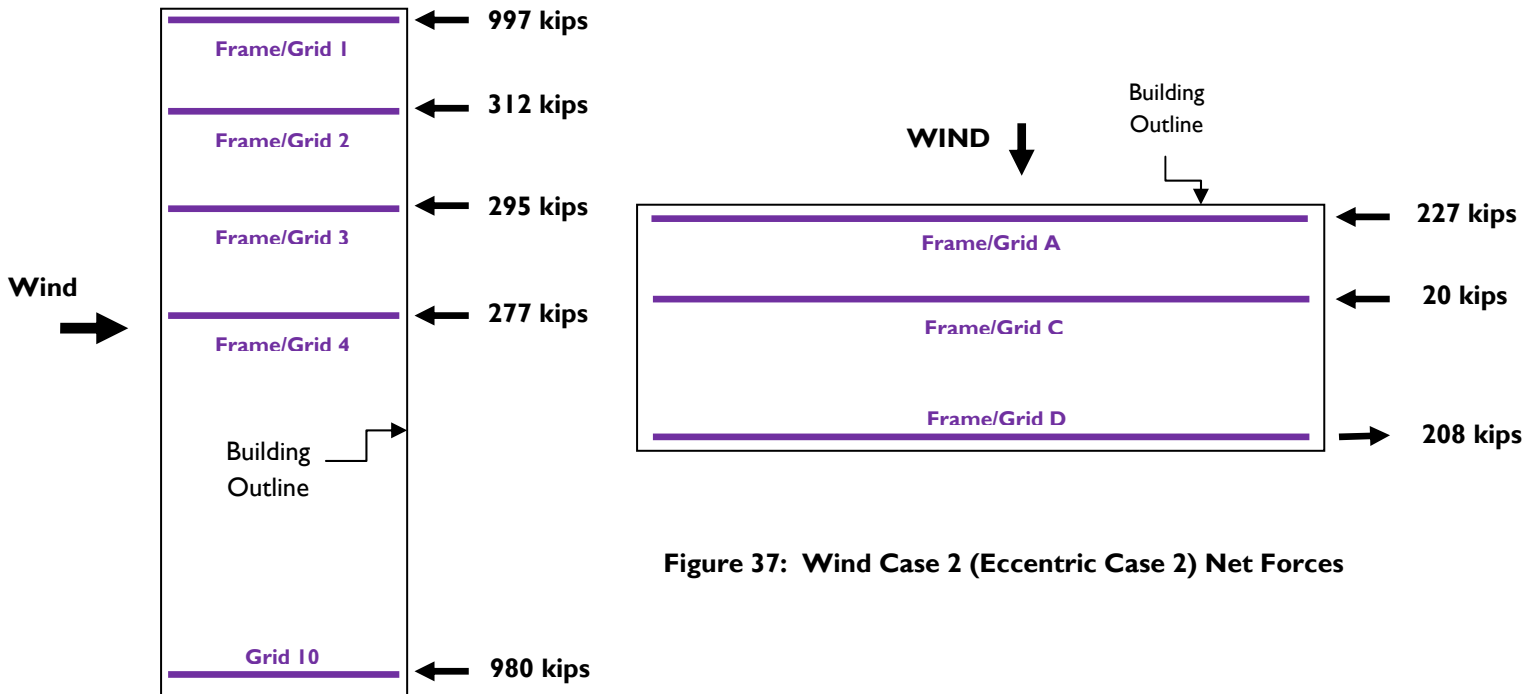 997 kips
Frame/Grid 1
312 kips
Frame/Grid 2
295 kips
Frame/Grid 3
Wind
277 kips
Frame/Grid 4
Building
Outline
Grid 10
980 kips
Building
Outline
WIND
227 kips
Frame/Grid A
20 kips
Frame/Grid C
Frame/Grid D
208 kips
Figure 37: Wind Case 2 (Eccentric Case 2) Net Forces